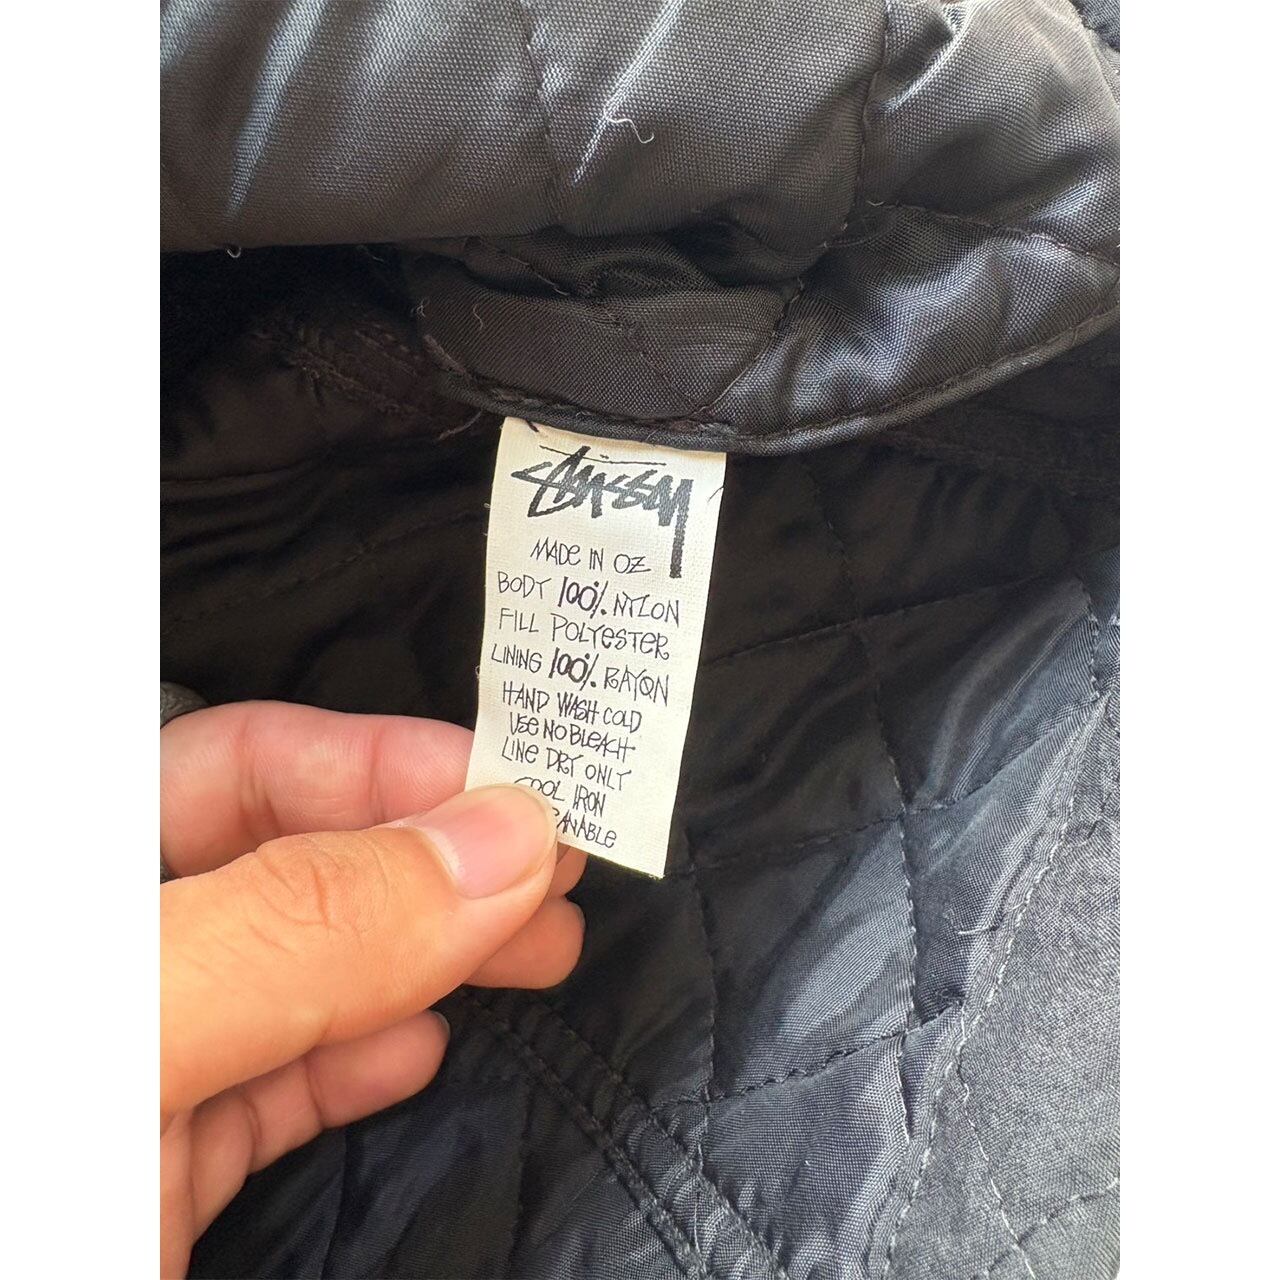 STÜSSY
MADE IN OZ
BODY 100% NYLON
FILL POLYESTER
LINING 100% RAYON
HAND WASH COLD
USE NO BLEACH
LINE DRY ONLY
COOL IRON